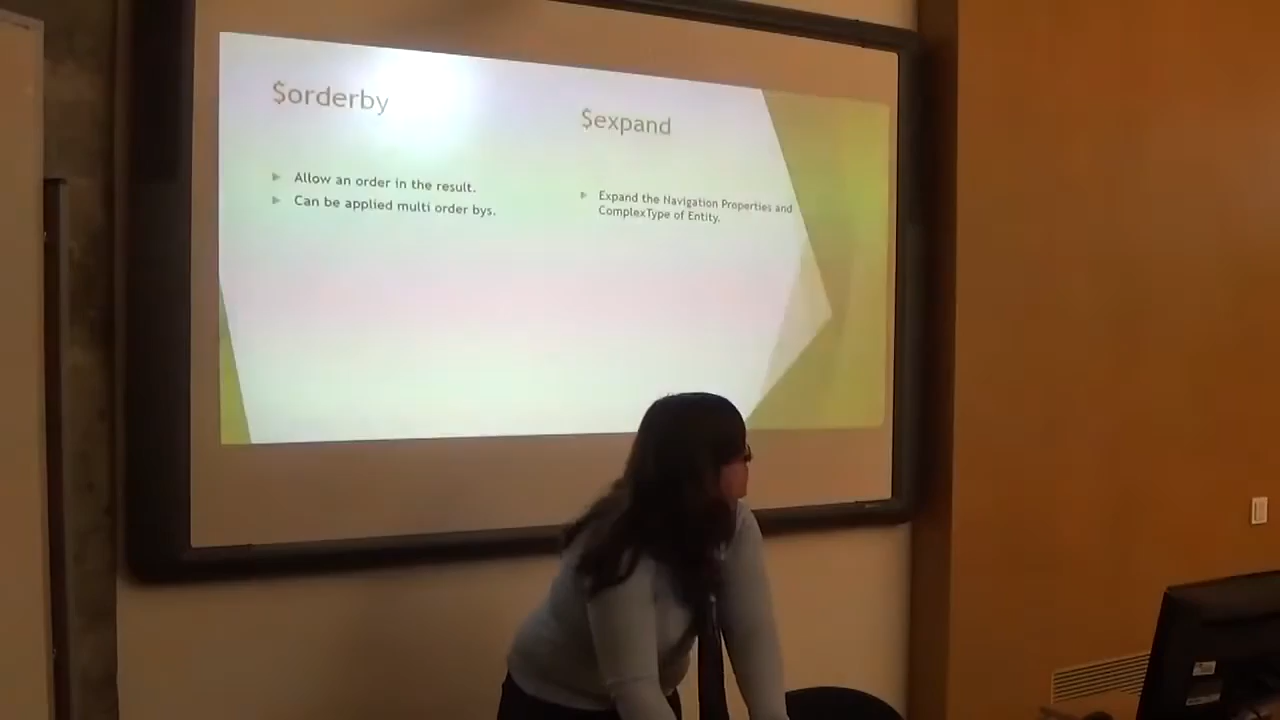 $orderby
Allow an order in the result.
Can be applied multi order bys.
$expand
Expand the Navigation Properties and
ComplexType of Entity.